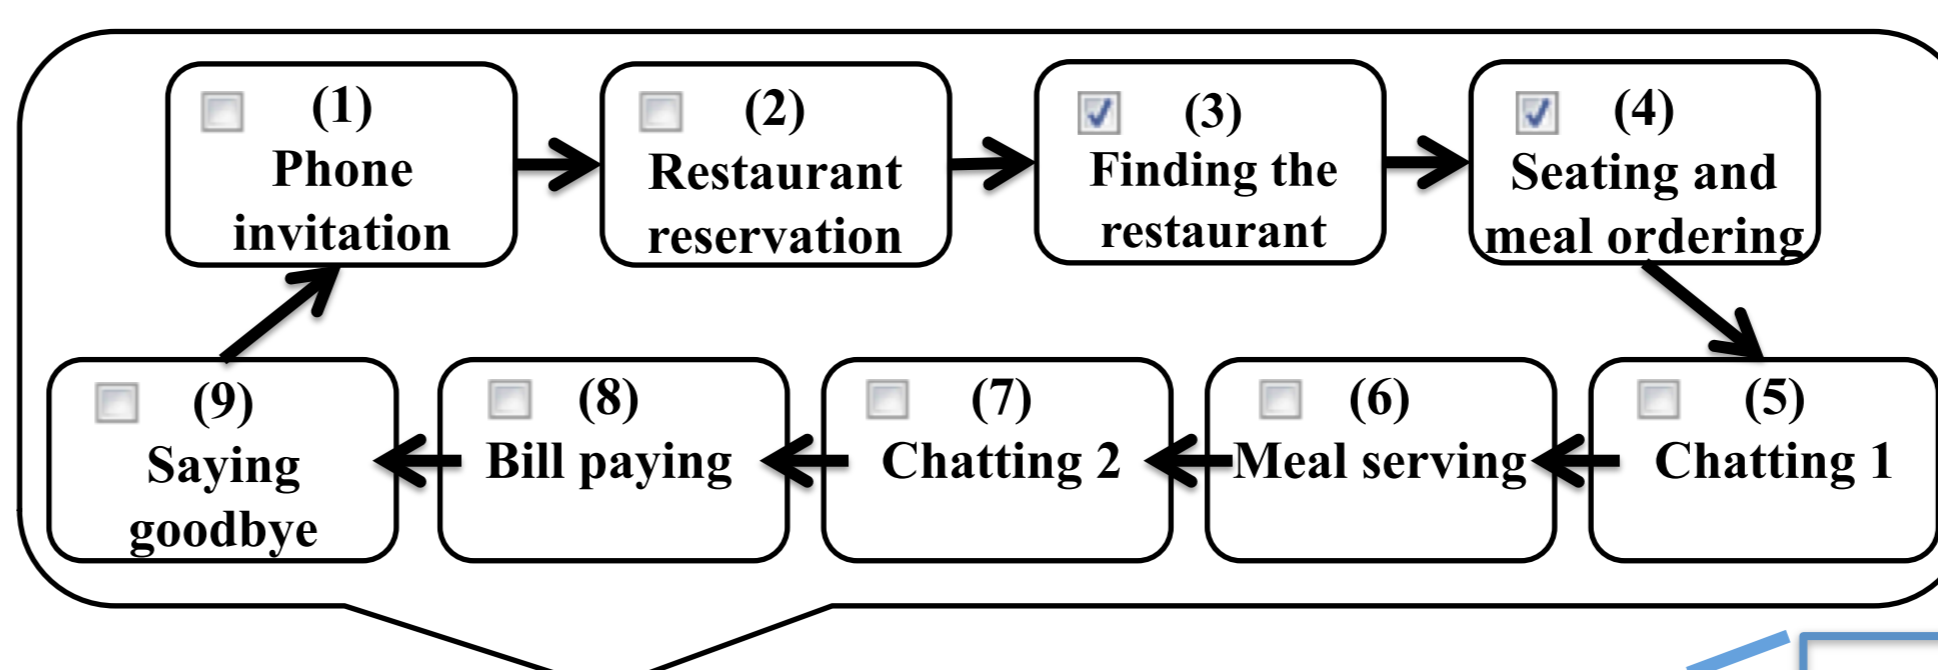 (1)
Phone
invitation
(2)
Restaurant
reservation
(3)
Finding the
restaurant
(4)
Seating and
meal ordering
(5)
Chatting 1
(6)
Meal serving
(7)
Chatting 2
(8)
Bill paying
(9)
Saying
goodbye